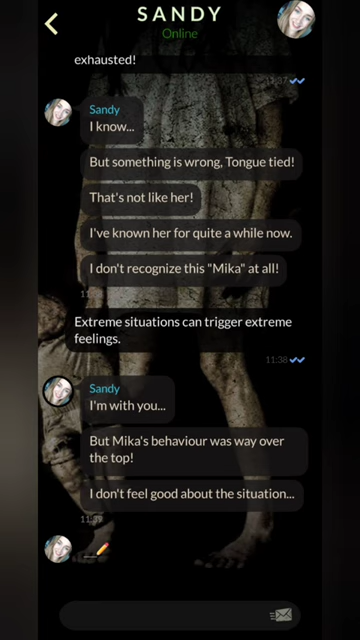 SANDY
Online
exhausted!
Sandy
I know...
But something is wrong, Tongue tied!
That's not like her!
I've known her for quite a while now.
I don't recognize this "Mika" at all!
Extreme situations can trigger extreme
feelings.
11:38
Sandy
I'm with you...
But Mika's behaviour was way over
the top!
I don't feel good about the situation...